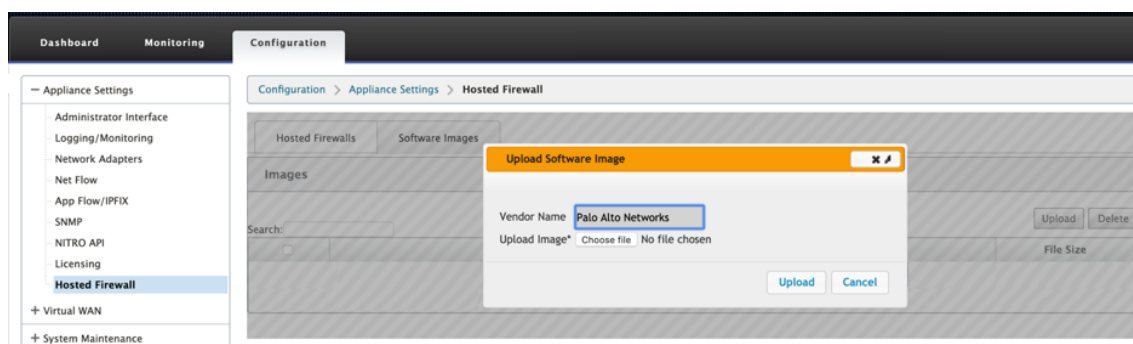 Dashboard Monitoring Configuration
Appliance Settings
Administrator Interface
Logging/Monitoring
Network Adapters
Net Flow
App Flow/IPFIX
SNMP
NITRO API
Licensing
Hosted Firewall
+ Virtual WAN
+ System Maintenance
Configuration > Appliance Settings > Hosted Firewall
Hosted Firewalls Software Images
Images
Search:
Upload Delete
File Size
Upload Software Image
Vendor Name Palo Alto Networks
Upload Image* Choose file No file chosen
Upload Cancel